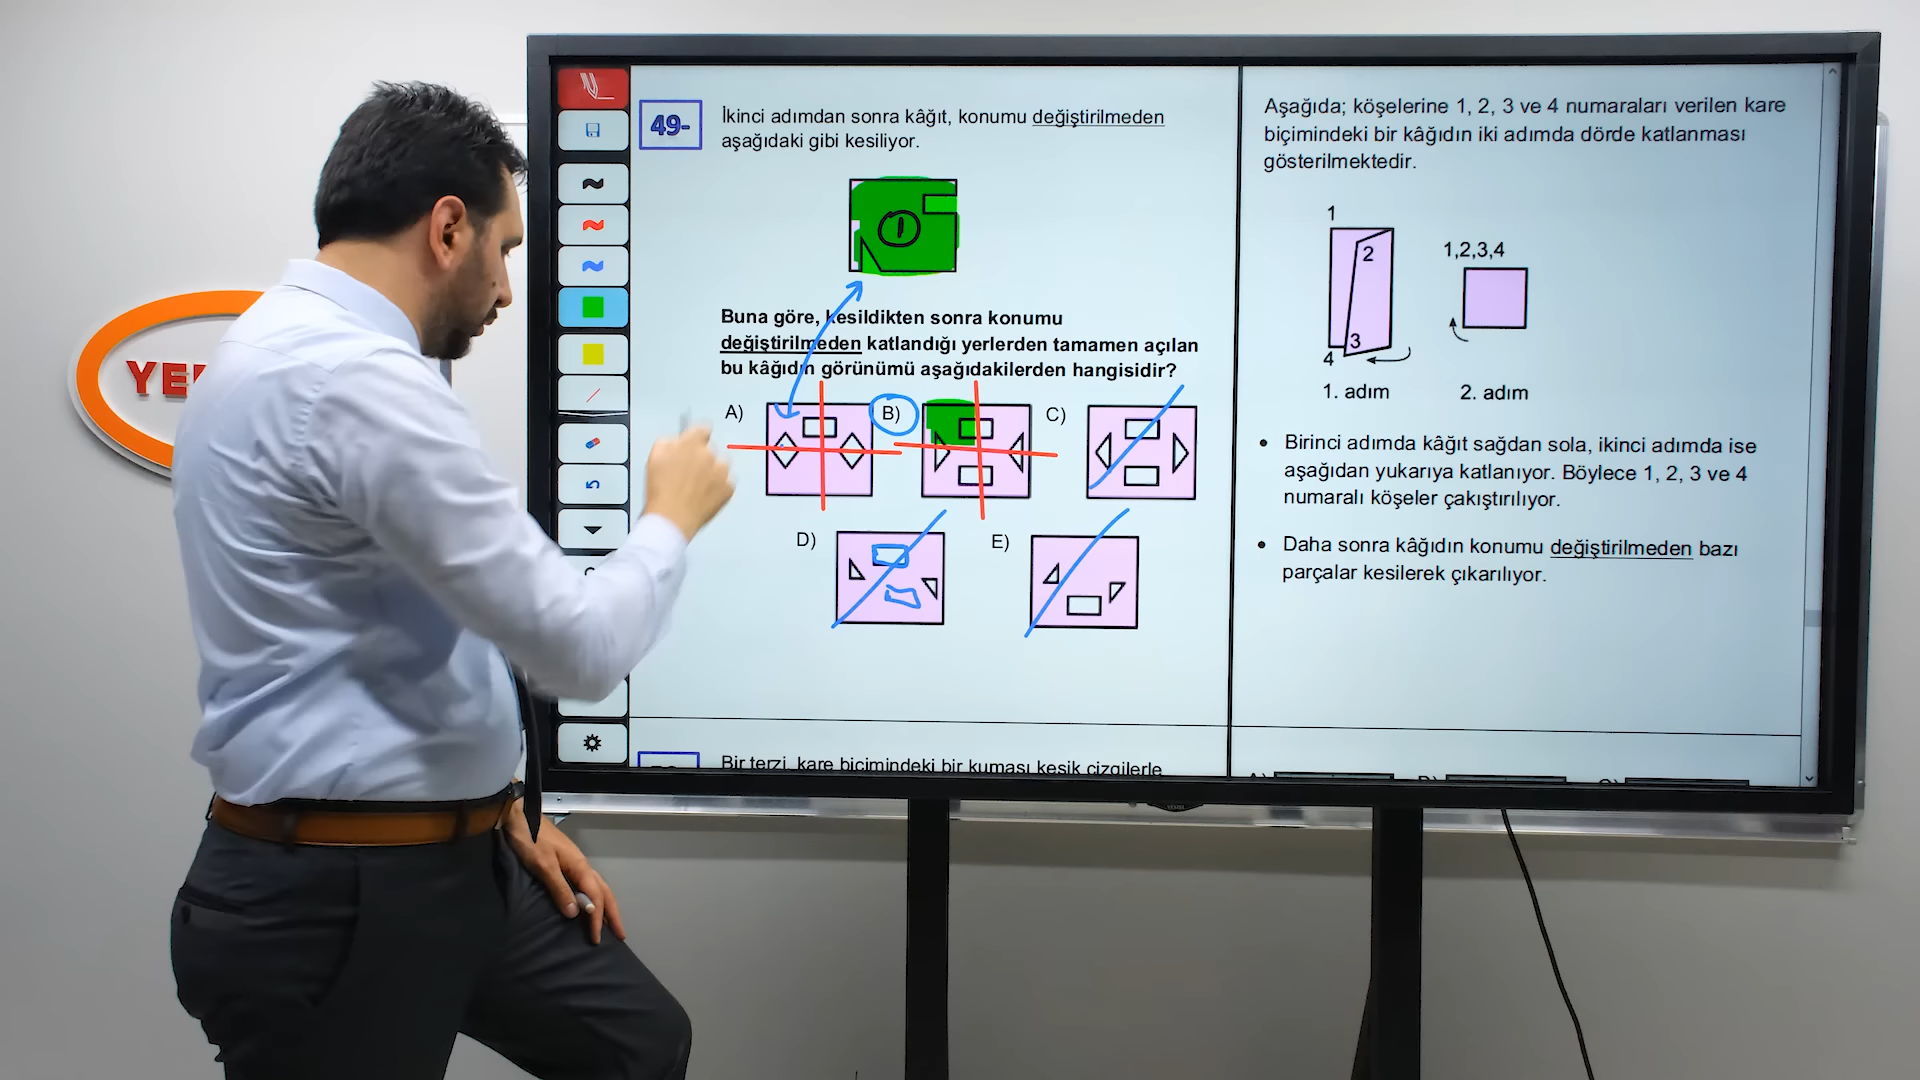 YE
49-
İkinci adımdan sonra kâğıt, konumu değiştirilmeden
aşağıdaki gibi kesiliyor.
1
Buna göre, kesildikten sonra konumu
değiştirilmeden katlandığı yerlerden tamamen açılan
bu kâğıdın görünümü aşağıdakilerden hangisidir?
A) B) C)
D) E)
Bir terzi, kare biçimindeki bir kuması kesik çizgilerle
Aşağıda; köşelerine 1, 2, 3 ve 4 numaraları verilen kare
biçimindeki bir kâğıdın iki adımda dörde katlanması
gösterilmektedir.
1
2
3
4
1,2,3,4
1. adım 2. adım
• Birinci adımda kâğıt sağdan sola, ikinci adımda ise
aşağıdan yukarıya katlanıyor. Böylece 1, 2, 3 ve 4
numaralı köşeler çakıştırılıyor.
• Daha sonra kâğıdın konumu değiştirilmeden bazı
parçalar kesilerek çıkarılıyor.